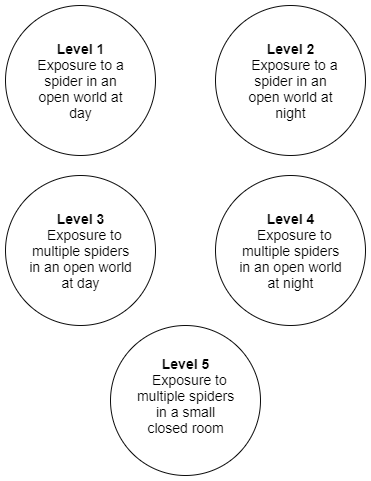 Level 1
Exposure to a
spider in an
open world at
day
Level 2
Exposure to a
spider in an
open world at
night
Level 3
Exposure to
multiple spiders
in an open world
at day
Level 4
Exposure to
multiple spiders
in an open world
at night
Level 5
Exposure to
multiple spiders
in a small
closed room